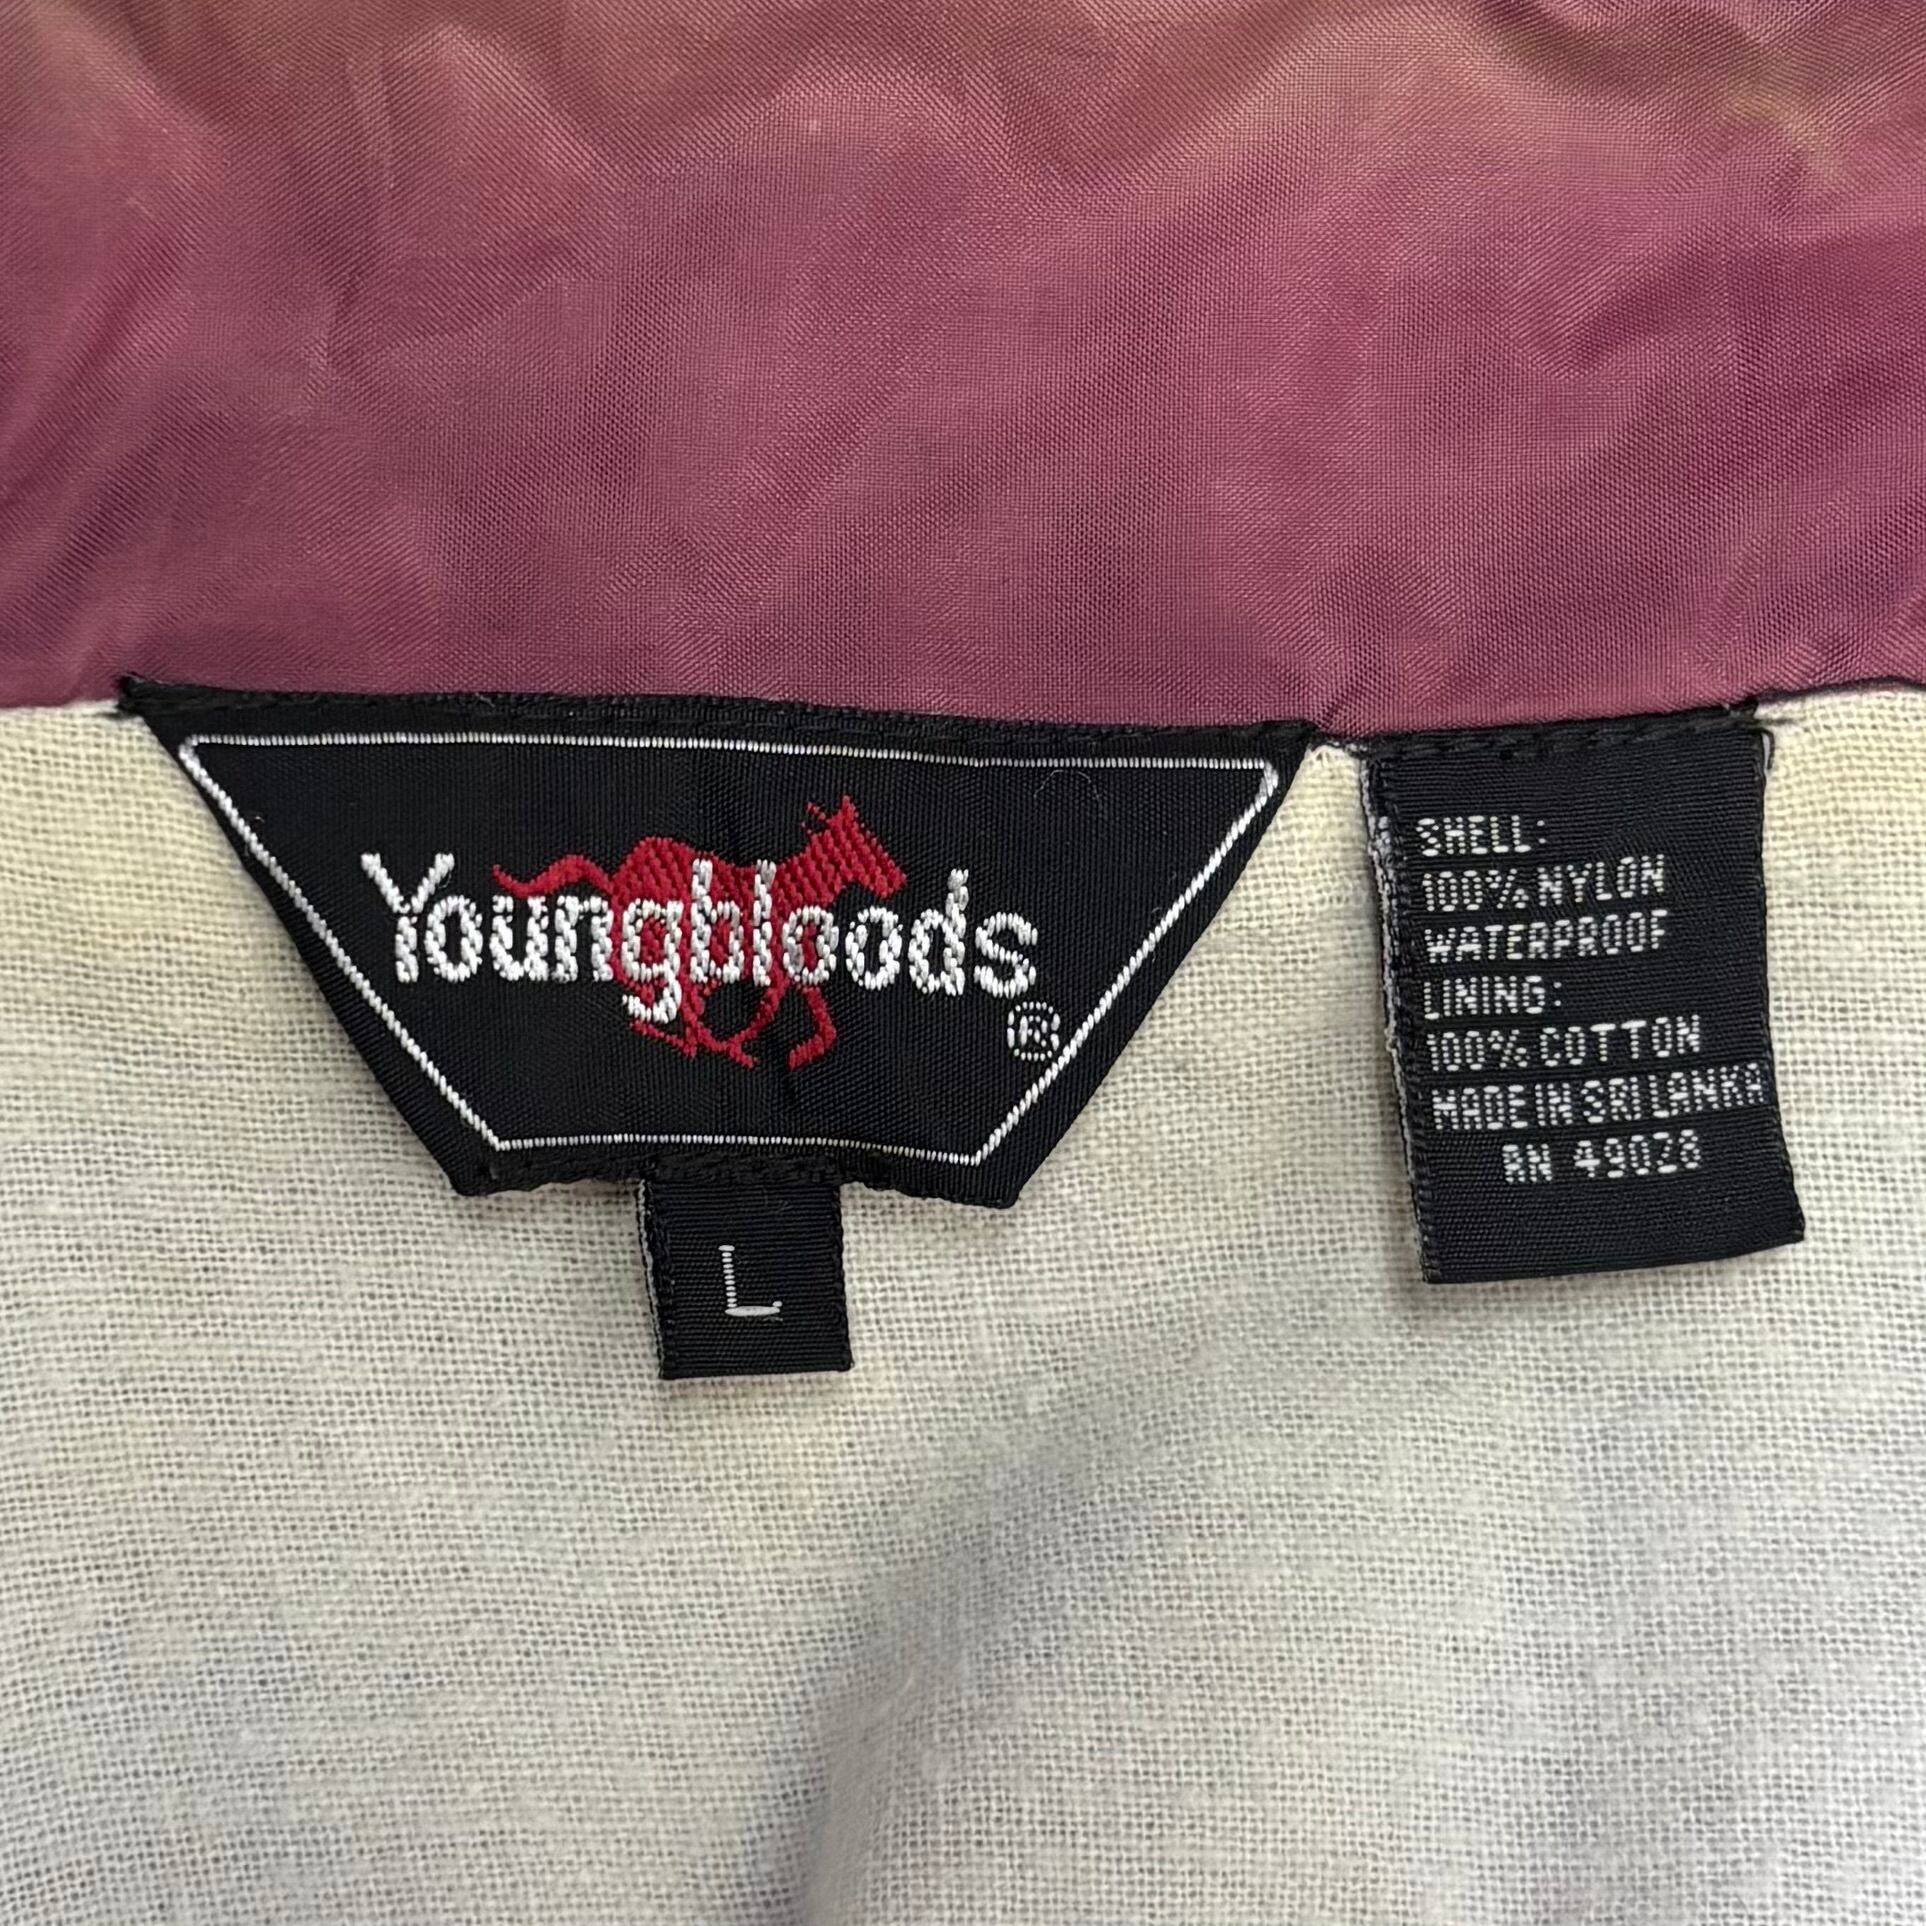 Youngbloods
®
L
SHELL:
100% NYLON
WATERPROOF
LINING:
100% COTTON
MADE IN SRI LANKA
RN 49028